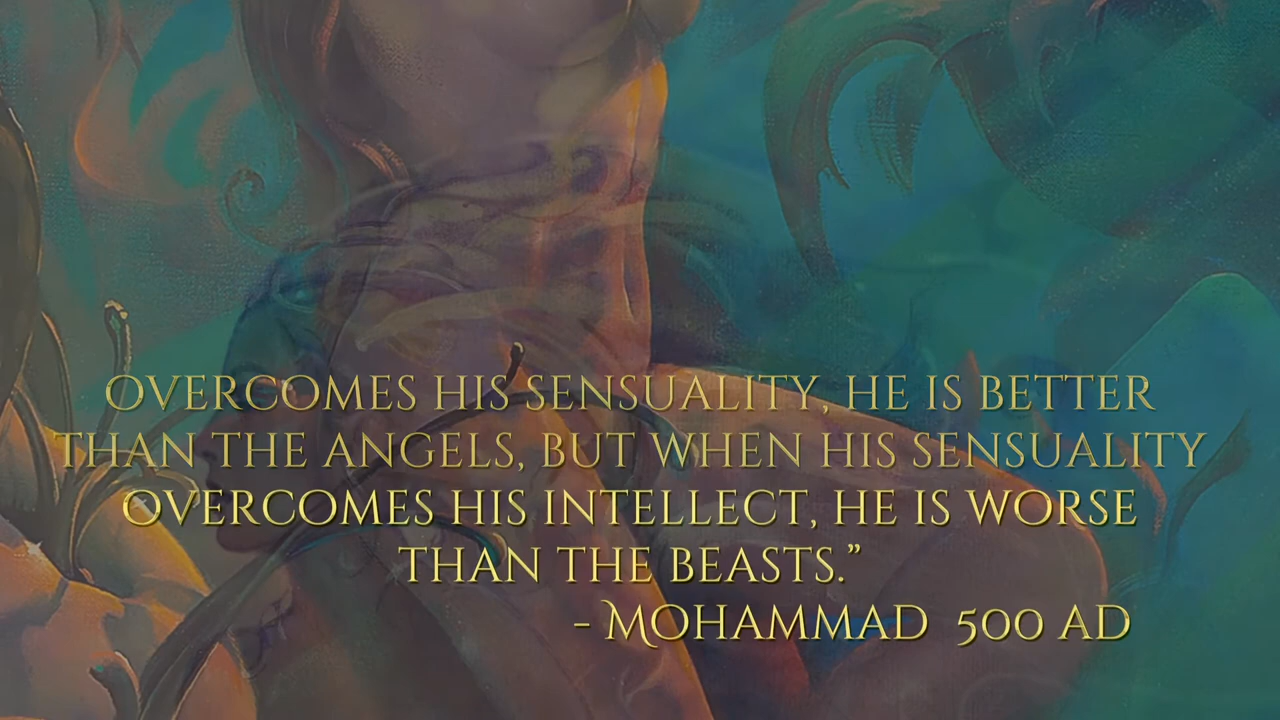 OVERCOMES HIS SENSUALITY, HE IS BETTER
THAN THE ANGELS, BUT WHEN HIS SENSUALITY
OVERCOMES HIS INTELLECT, HE IS WORSE
THAN THE BEASTS.”
- MOHAMMAD 500 AD